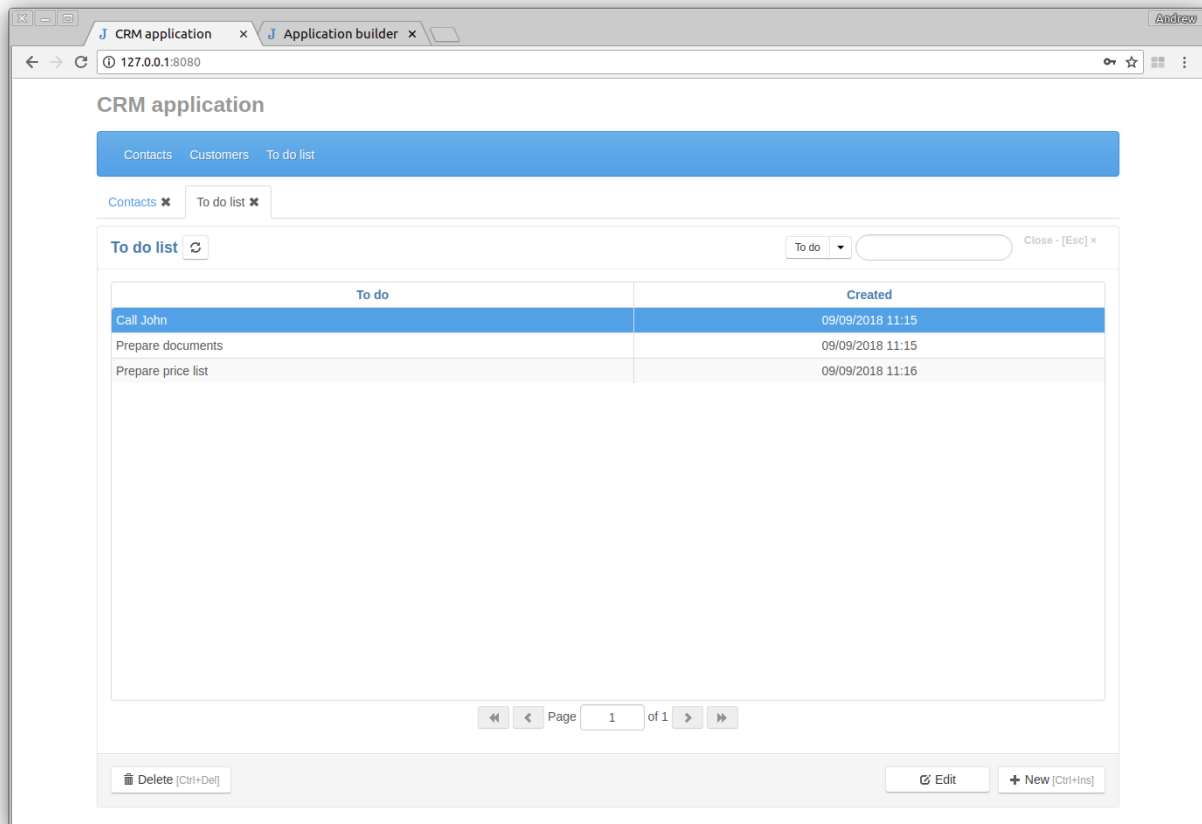 Andrew
J CRM application × J Application builder ×
127.0.0.1:8080
CRM application
Contacts Customers To do list
Contacts ✖ To do list ✖
To do list To do Close - [Esc] ×
To do Created
Call John 09/09/2018 11:15
Prepare documents 09/09/2018 11:15
Prepare price list 09/09/2018 11:16
Page 1 of 1
Delete [Ctrl+Del] Edit New [Ctrl+Ins]